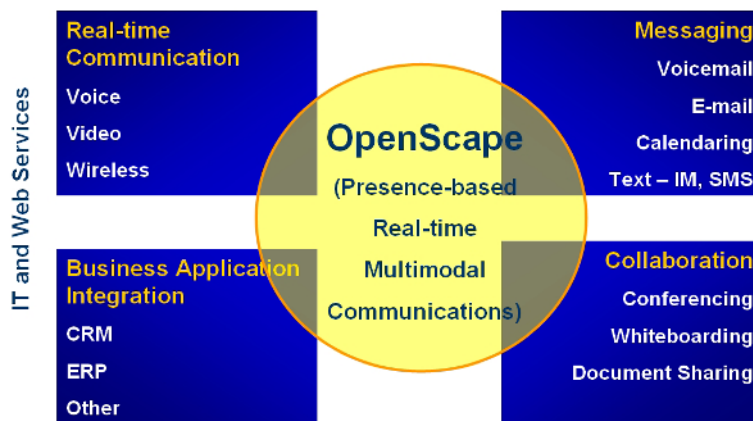 IT and Web Services
Real-time
Communication
Voice
Video
Wireless
Messaging
Voicemail
E-mail
Calendaring
Text – IM, SMS
OpenScape
(Presence-based
Real-time
Multimodal
Communications)
Business Application
Integration
CRM
ERP
Other
Collaboration
Conferencing
Whiteboarding
Document Sharing